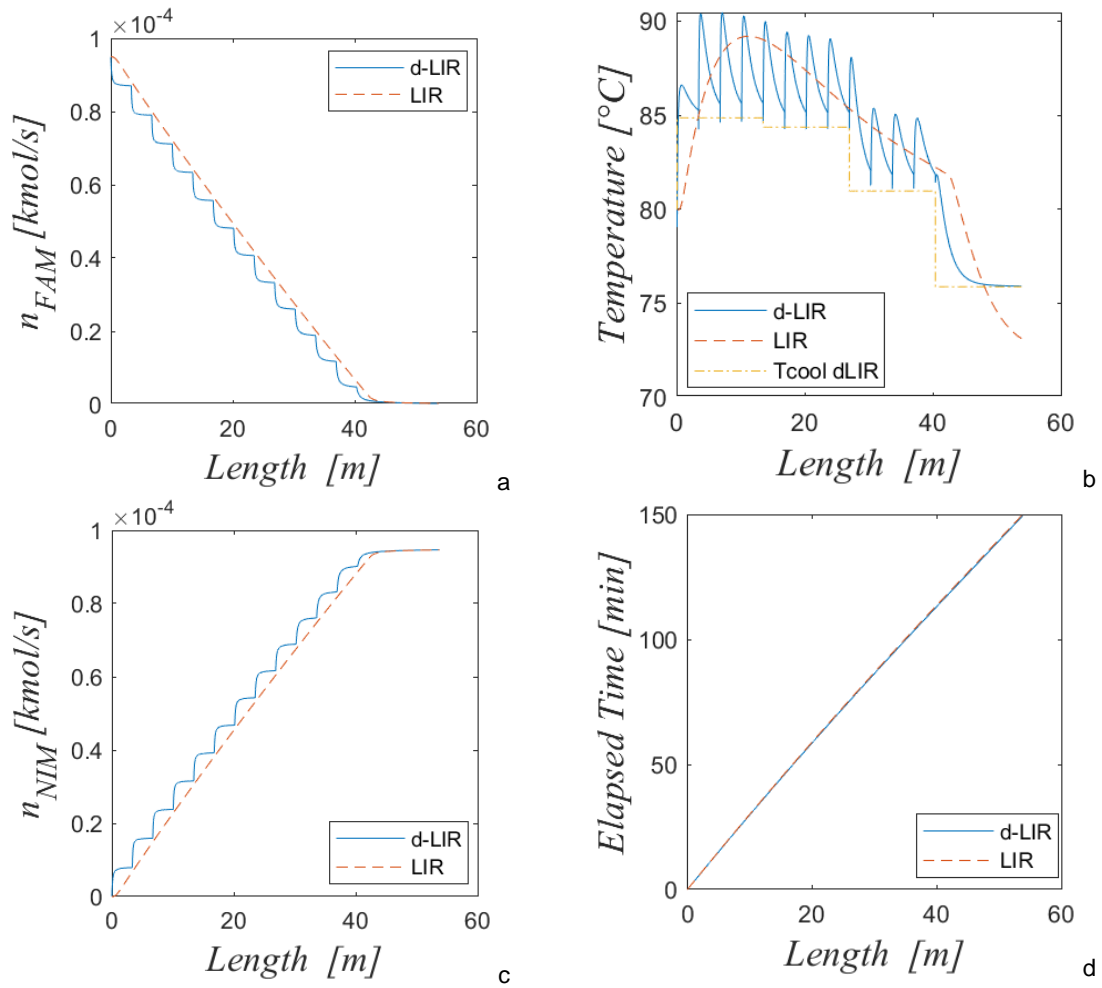 ×10-4
1
0.8
0.6
0.4
0.2
0
0
20
40
60
n_FAM [kmol/s]
Length [m]
d-LIR
LIR
a
90
85
80
75
70
0
20
40
60
Temperature [°C]
Length [m]
d-LIR
LIR
Tcool dLIR
b
×10-4
1
0.8
0.6
0.4
0.2
0
0
20
40
60
n_NIM [kmol/s]
Length [m]
d-LIR
LIR
c
150
100
50
0
0
20
40
60
Elapsed Time [min]
Length [m]
d-LIR
LIR
d